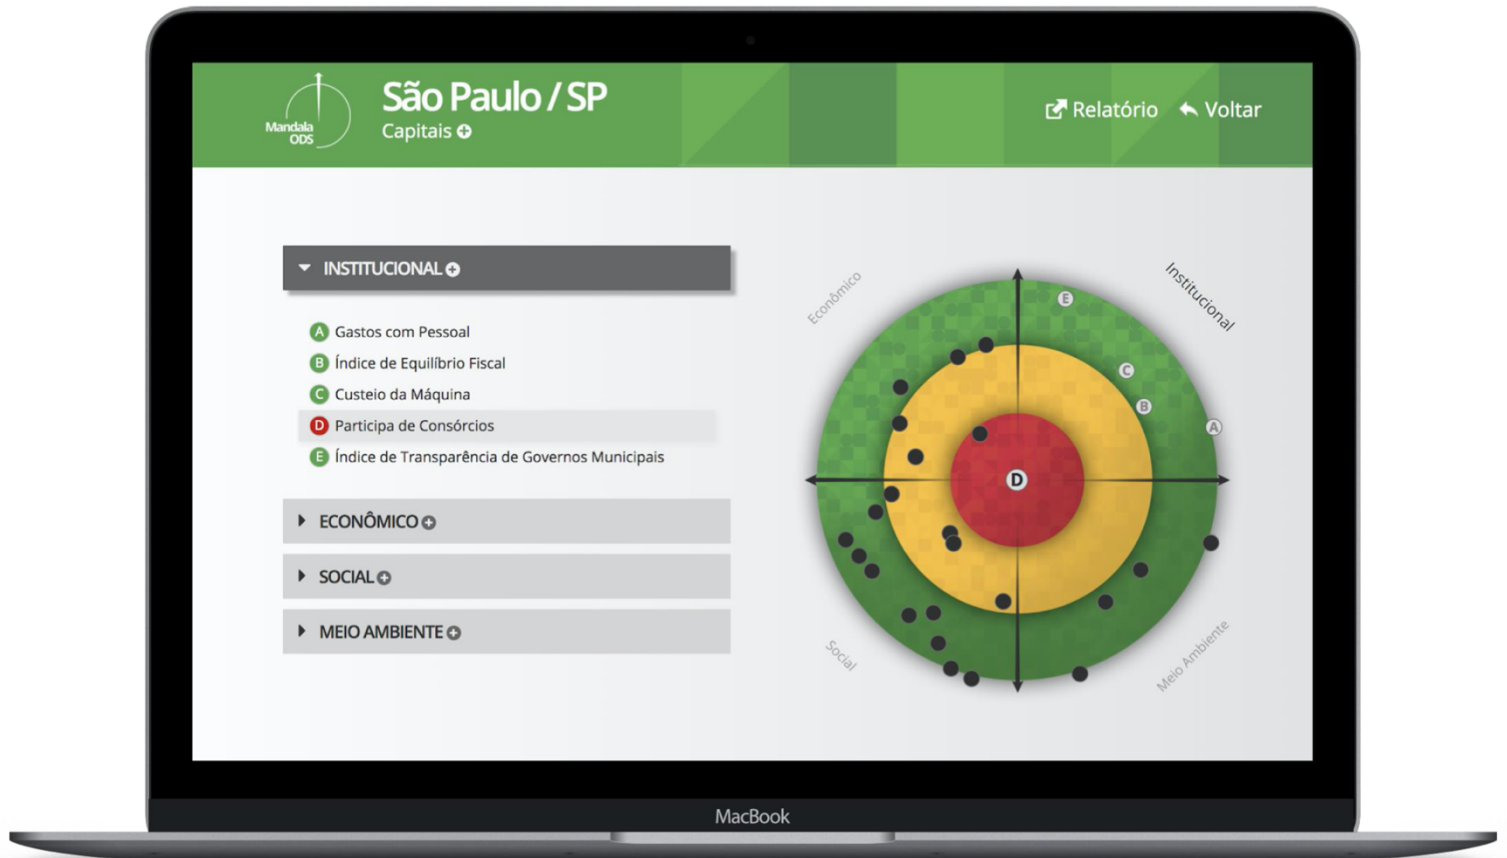 Mandala
ODS
São Paulo / SP
Capitais
Relatório
Voltar
INSTITUCIONAL
A Gastos com Pessoal
B Índice de Equilíbrio Fiscal
C Custeio da Máquina
D Participa de Consórcios
E Índice de Transparência de Governos Municipais
ECONÔMICO
SOCIAL
MEIO AMBIENTE
Econômico
Institucional
E
C
B
A
D
Social
Meio Ambiente
MacBook